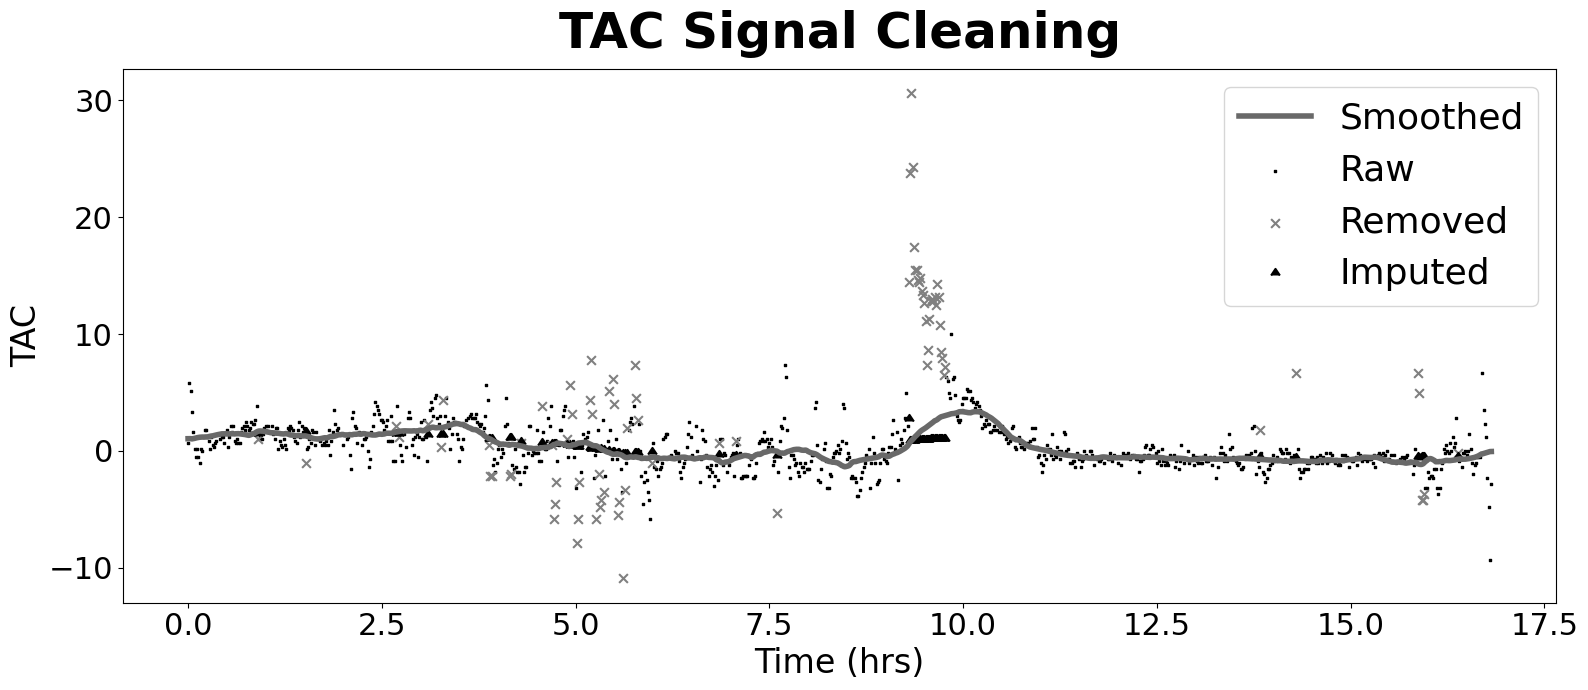 TAC Signal Cleaning
Smoothed
Raw
Removed
Imputed
TAC
30
20
10
0
−10
0.0 2.5 5.0 7.5 10.0 12.5 15.0 17.5
Time (hrs)